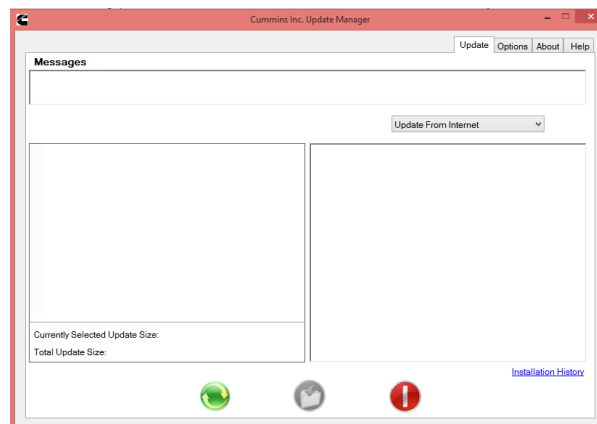 Cummins Inc. Update Manager
Update Options About Help
Messages
Update From Internet
Currently Selected Update Size:
Total Update Size:
Installation History